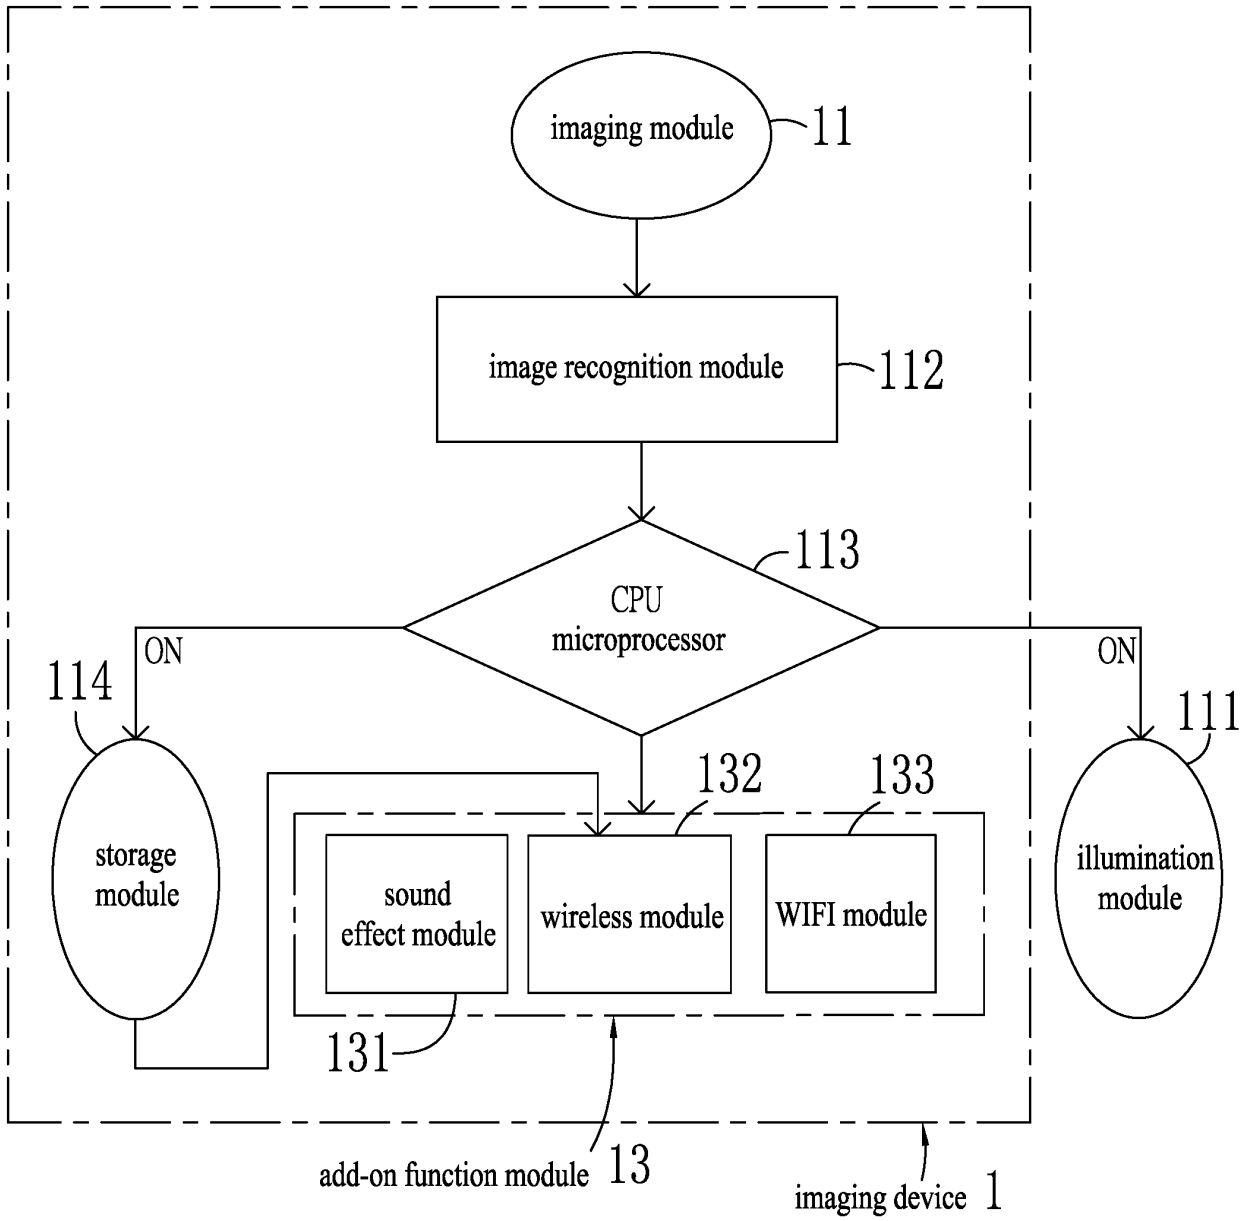 imaging module
11
image recognition module
112
113
CPU
microprocessor
ON
ON
114
111
132
133
storage
module
sound
effect module
wireless module
WIFI module
illumination
module
131
add-on function module 13
imaging device 1